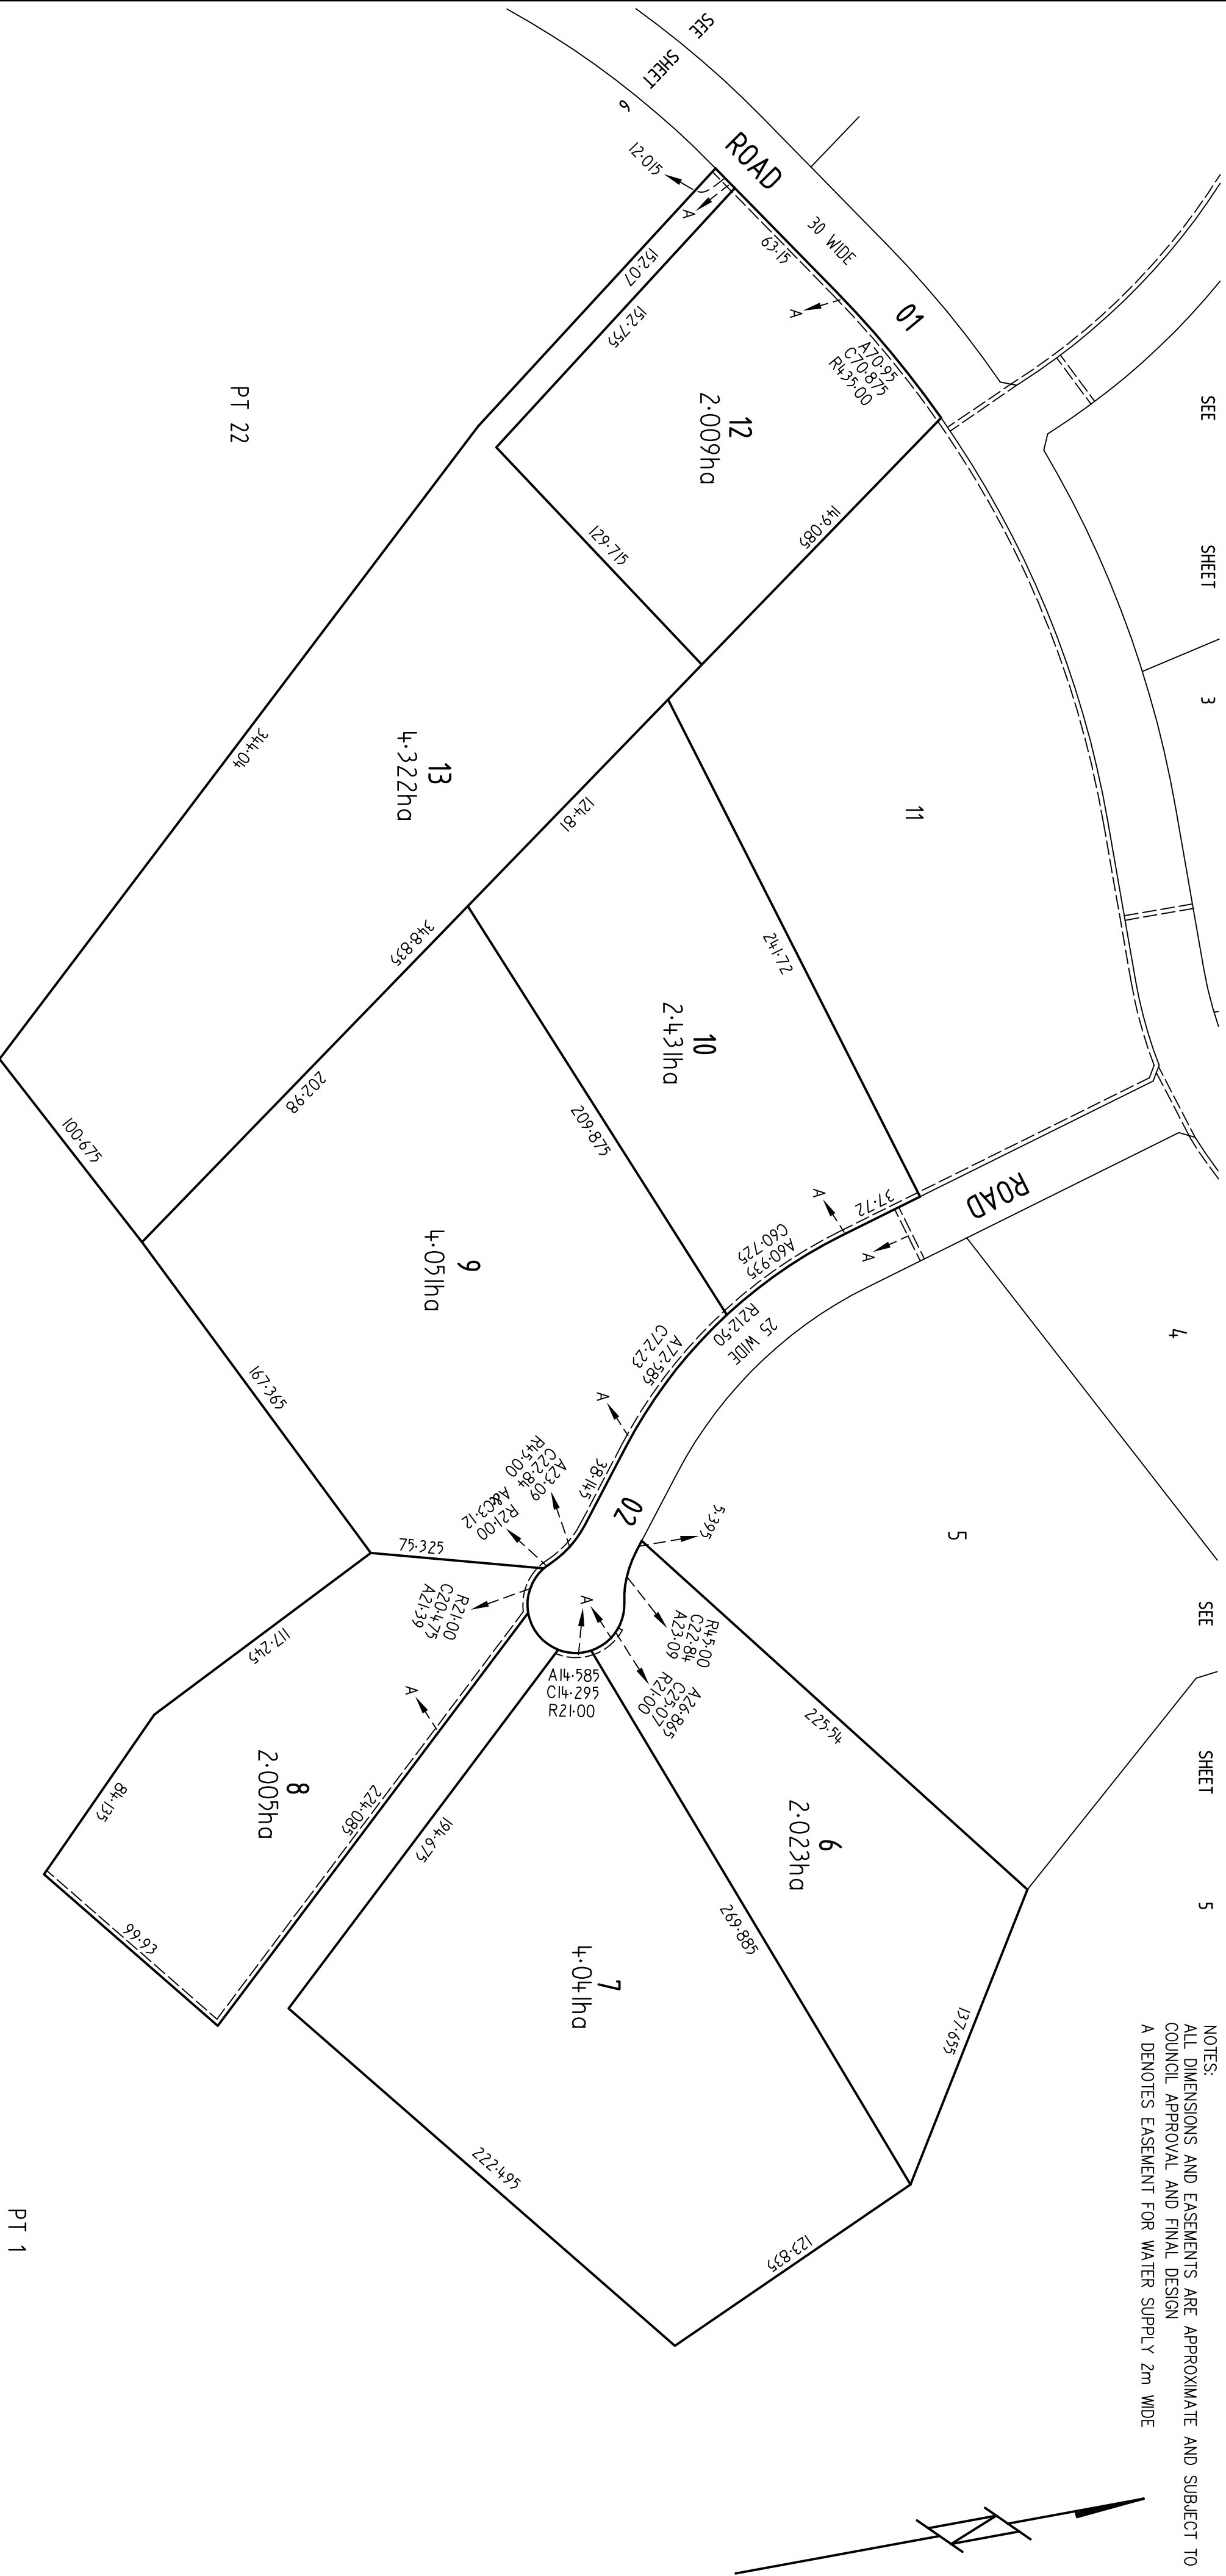 NOTES:
ALL DIMENSIONS AND EASEMENTS ARE APPROXIMATE AND SUBJECT TO
COUNCIL APPROVAL AND FINAL DESIGN
A DENOTES EASEMENT FOR WATER SUPPLY 2m WIDE
SEE SHEET 3
SEE SHEET 5
SEE SHEET 6
ROAD 01
30 WIDE
ROAD 02
25 WIDE
PT 22
PT 1
4
5
11
12
2·009ha
13
4·322ha
10
2·431ha
9
4·051ha
8
2·005ha
7
4·041ha
6
2·023ha
12·015
A
152·07
152·755
63·15
A
A70·95
C70·875
R435·00
149·085
129·715
344·04
124·81
348·835
202·98
100·675
241·72
209·875
37·72
A
A
A60·935
C60·725
R212·50
A72·585
C72·23
A
38·145
A23·09
C22·84
R45·00
R21·00
A&C3·12
167·365
75·325
R21·00
C20·475
A21·39
117·245
84·135
99·93
A
224·085
194·675
A
A14·585
C14·295
R21·00
A26·865
C25·07
R21·00
R45·00
C22·84
A23·09
5·395
225·54
269·885
137·655
123·835
222·495